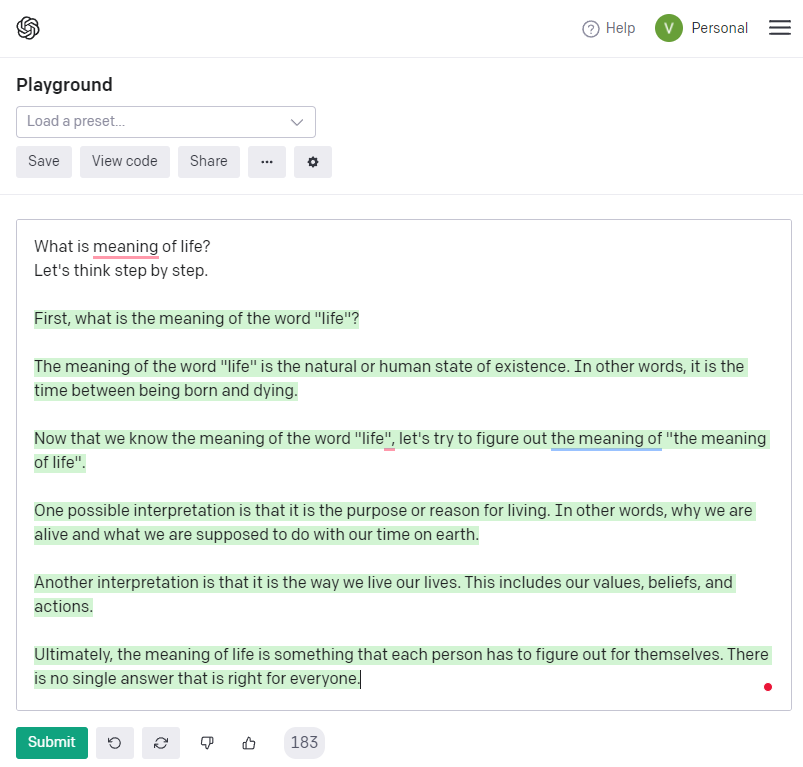 Help
V
Personal
Playground
Load a preset...
Save
View code
Share
...
What is meaning of life?
Let's think step by step.
First, what is the meaning of the word "life"?
The meaning of the word "life" is the natural or human state of existence. In other words, it is the
time between being born and dying.
Now that we know the meaning of the word "life", let's try to figure out the meaning of "the meaning
of life".
One possible interpretation is that it is the purpose or reason for living. In other words, why we are
alive and what we are supposed to do with our time on earth.
Another interpretation is that it is the way we live our lives. This includes our values, beliefs, and
actions.
Ultimately, the meaning of life is something that each person has to figure out for themselves. There
is no single answer that is right for everyone.
Submit
183